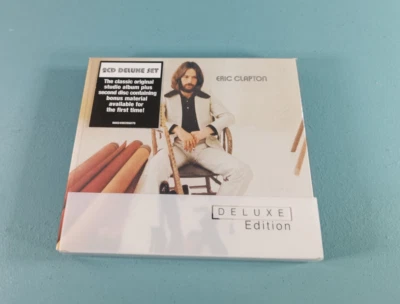 2CD DELUXE SET
The classic original
studio album plus
second disc containing
bonus material
available for
the first time!
ERIC CLAPTON
DELUXE
Edition